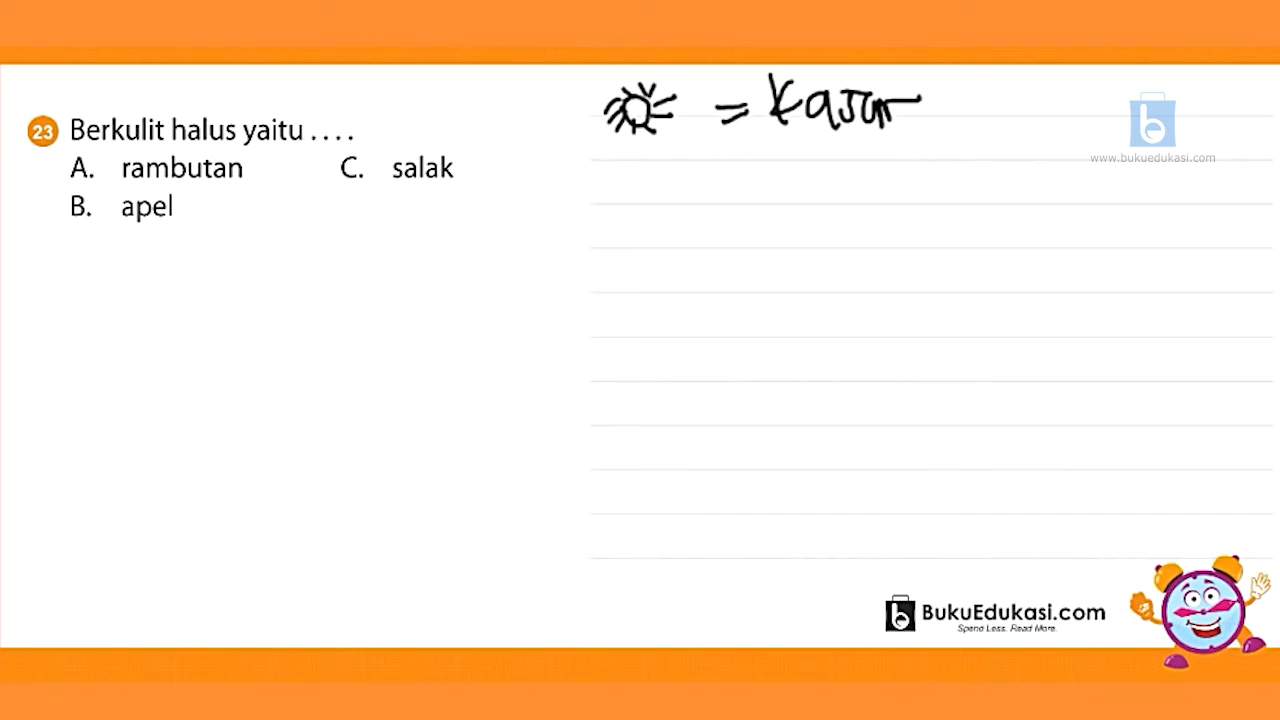 23 Berkulit halus yaitu . . . .
A. rambutan C. salak
B. apel
= Kasar
www.bukuedukasi.com
BukuEdukasi.com
Spend Less. Read More.